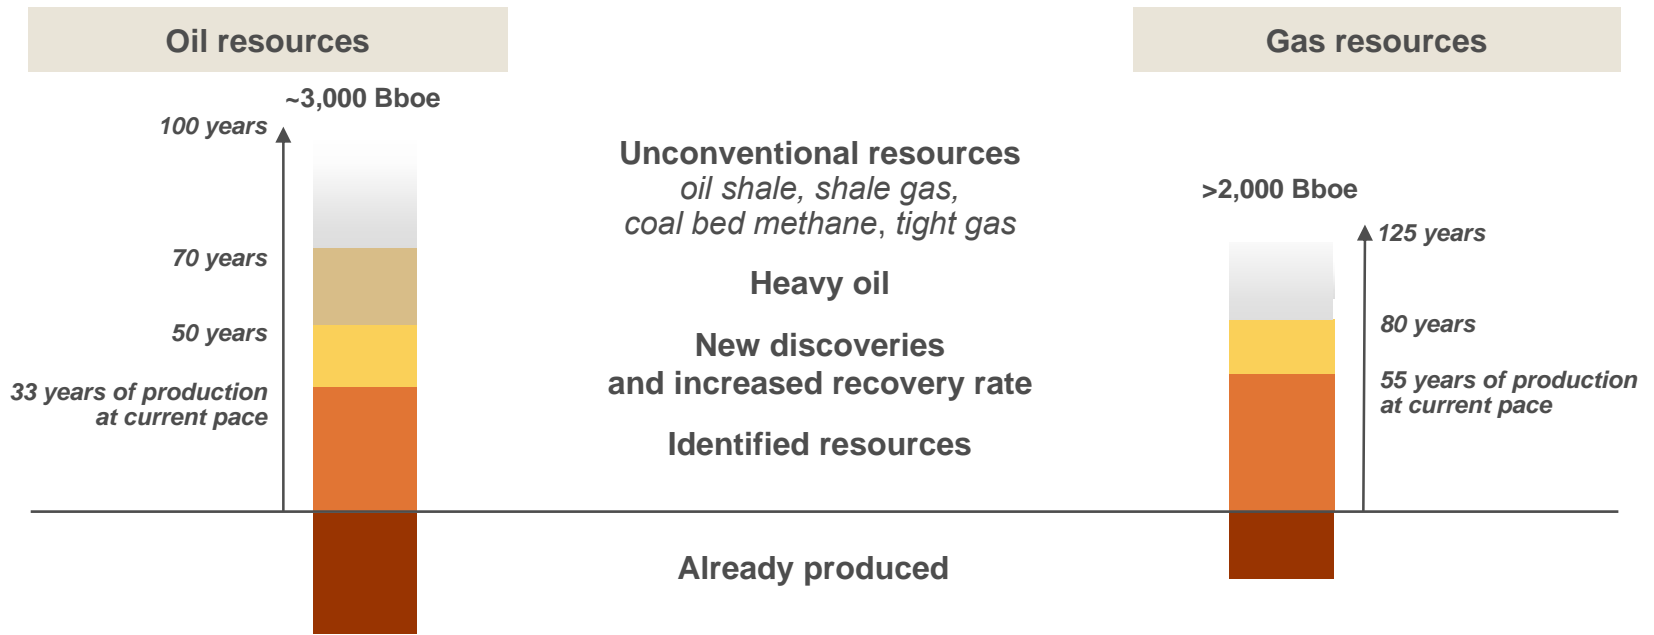 Oil resources
Gas resources
~3,000 Bboe
100 years
70 years
50 years
33 years of production
at current pace
Unconventional resources
oil shale, shale gas,
coal bed methane, tight gas
Heavy oil
New discoveries
and increased recovery rate
Identified resources
Already produced
>2,000 Bboe
125 years
80 years
55 years of production
at current pace